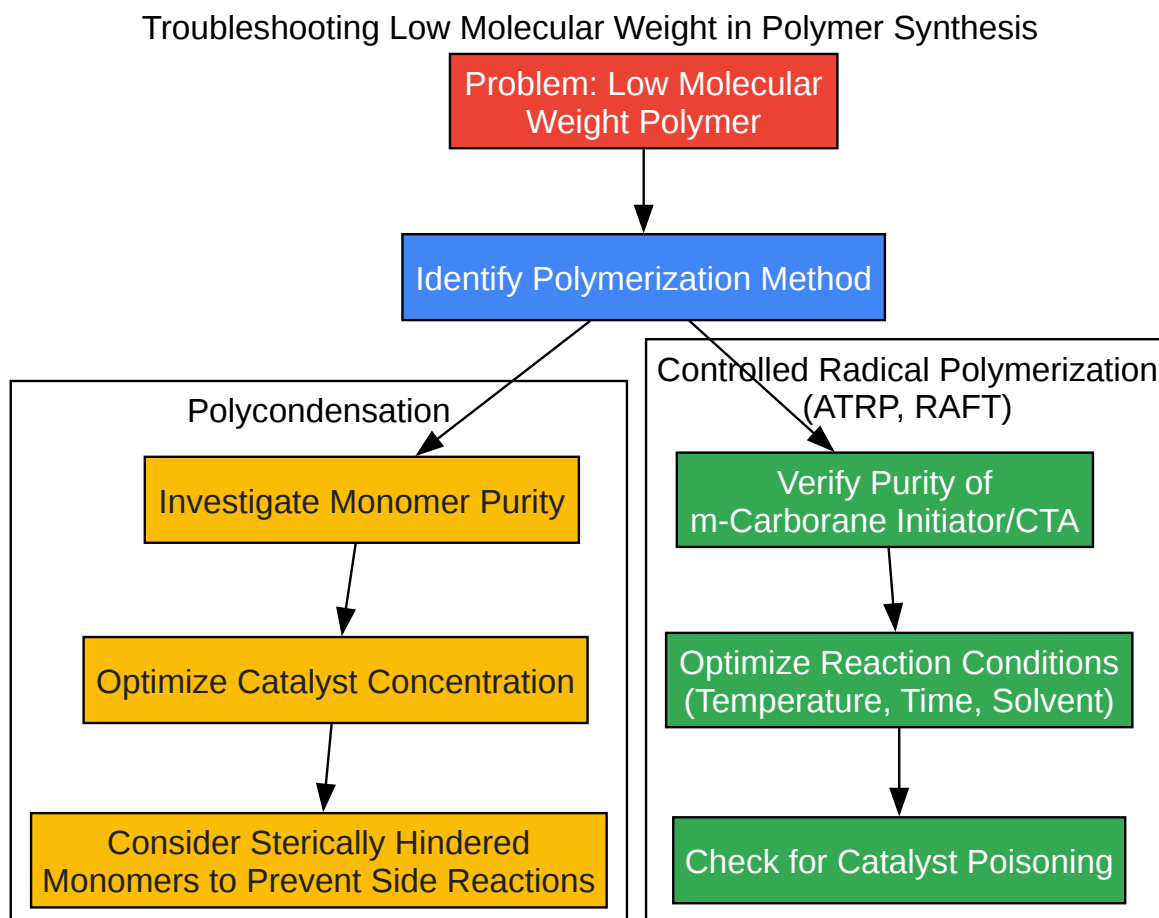 Troubleshooting Low Molecular Weight in Polymer Synthesis
Problem: Low Molecular
Weight Polymer
Identify Polymerization Method
Polycondensation
Investigate Monomer Purity
Optimize Catalyst Concentration
Consider Sterically Hindered
Monomers to Prevent Side Reactions
Controlled Radical Polymerization
(ATRP, RAFT)
Verify Purity of
m-Carborane Initiator/CTA
Optimize Reaction Conditions
(Temperature, Time, Solvent)
Check for Catalyst Poisoning